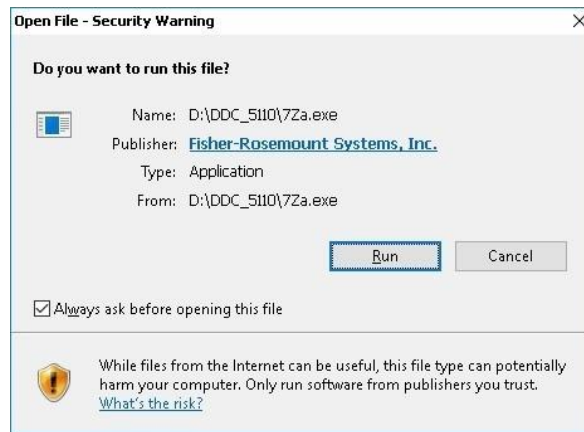 Open File - Security Warning
Do you want to run this file?
Name: D:\DDC_5110\7Za.exe
Publisher: Fisher-Rosemount Systems, Inc.
Type: Application
From: D:\DDC_5110\7Za.exe
Run Cancel
Always ask before opening this file
While files from the Internet can be useful, this file type can potentially
harm your computer. Only run software from publishers you trust.
What's the risk?